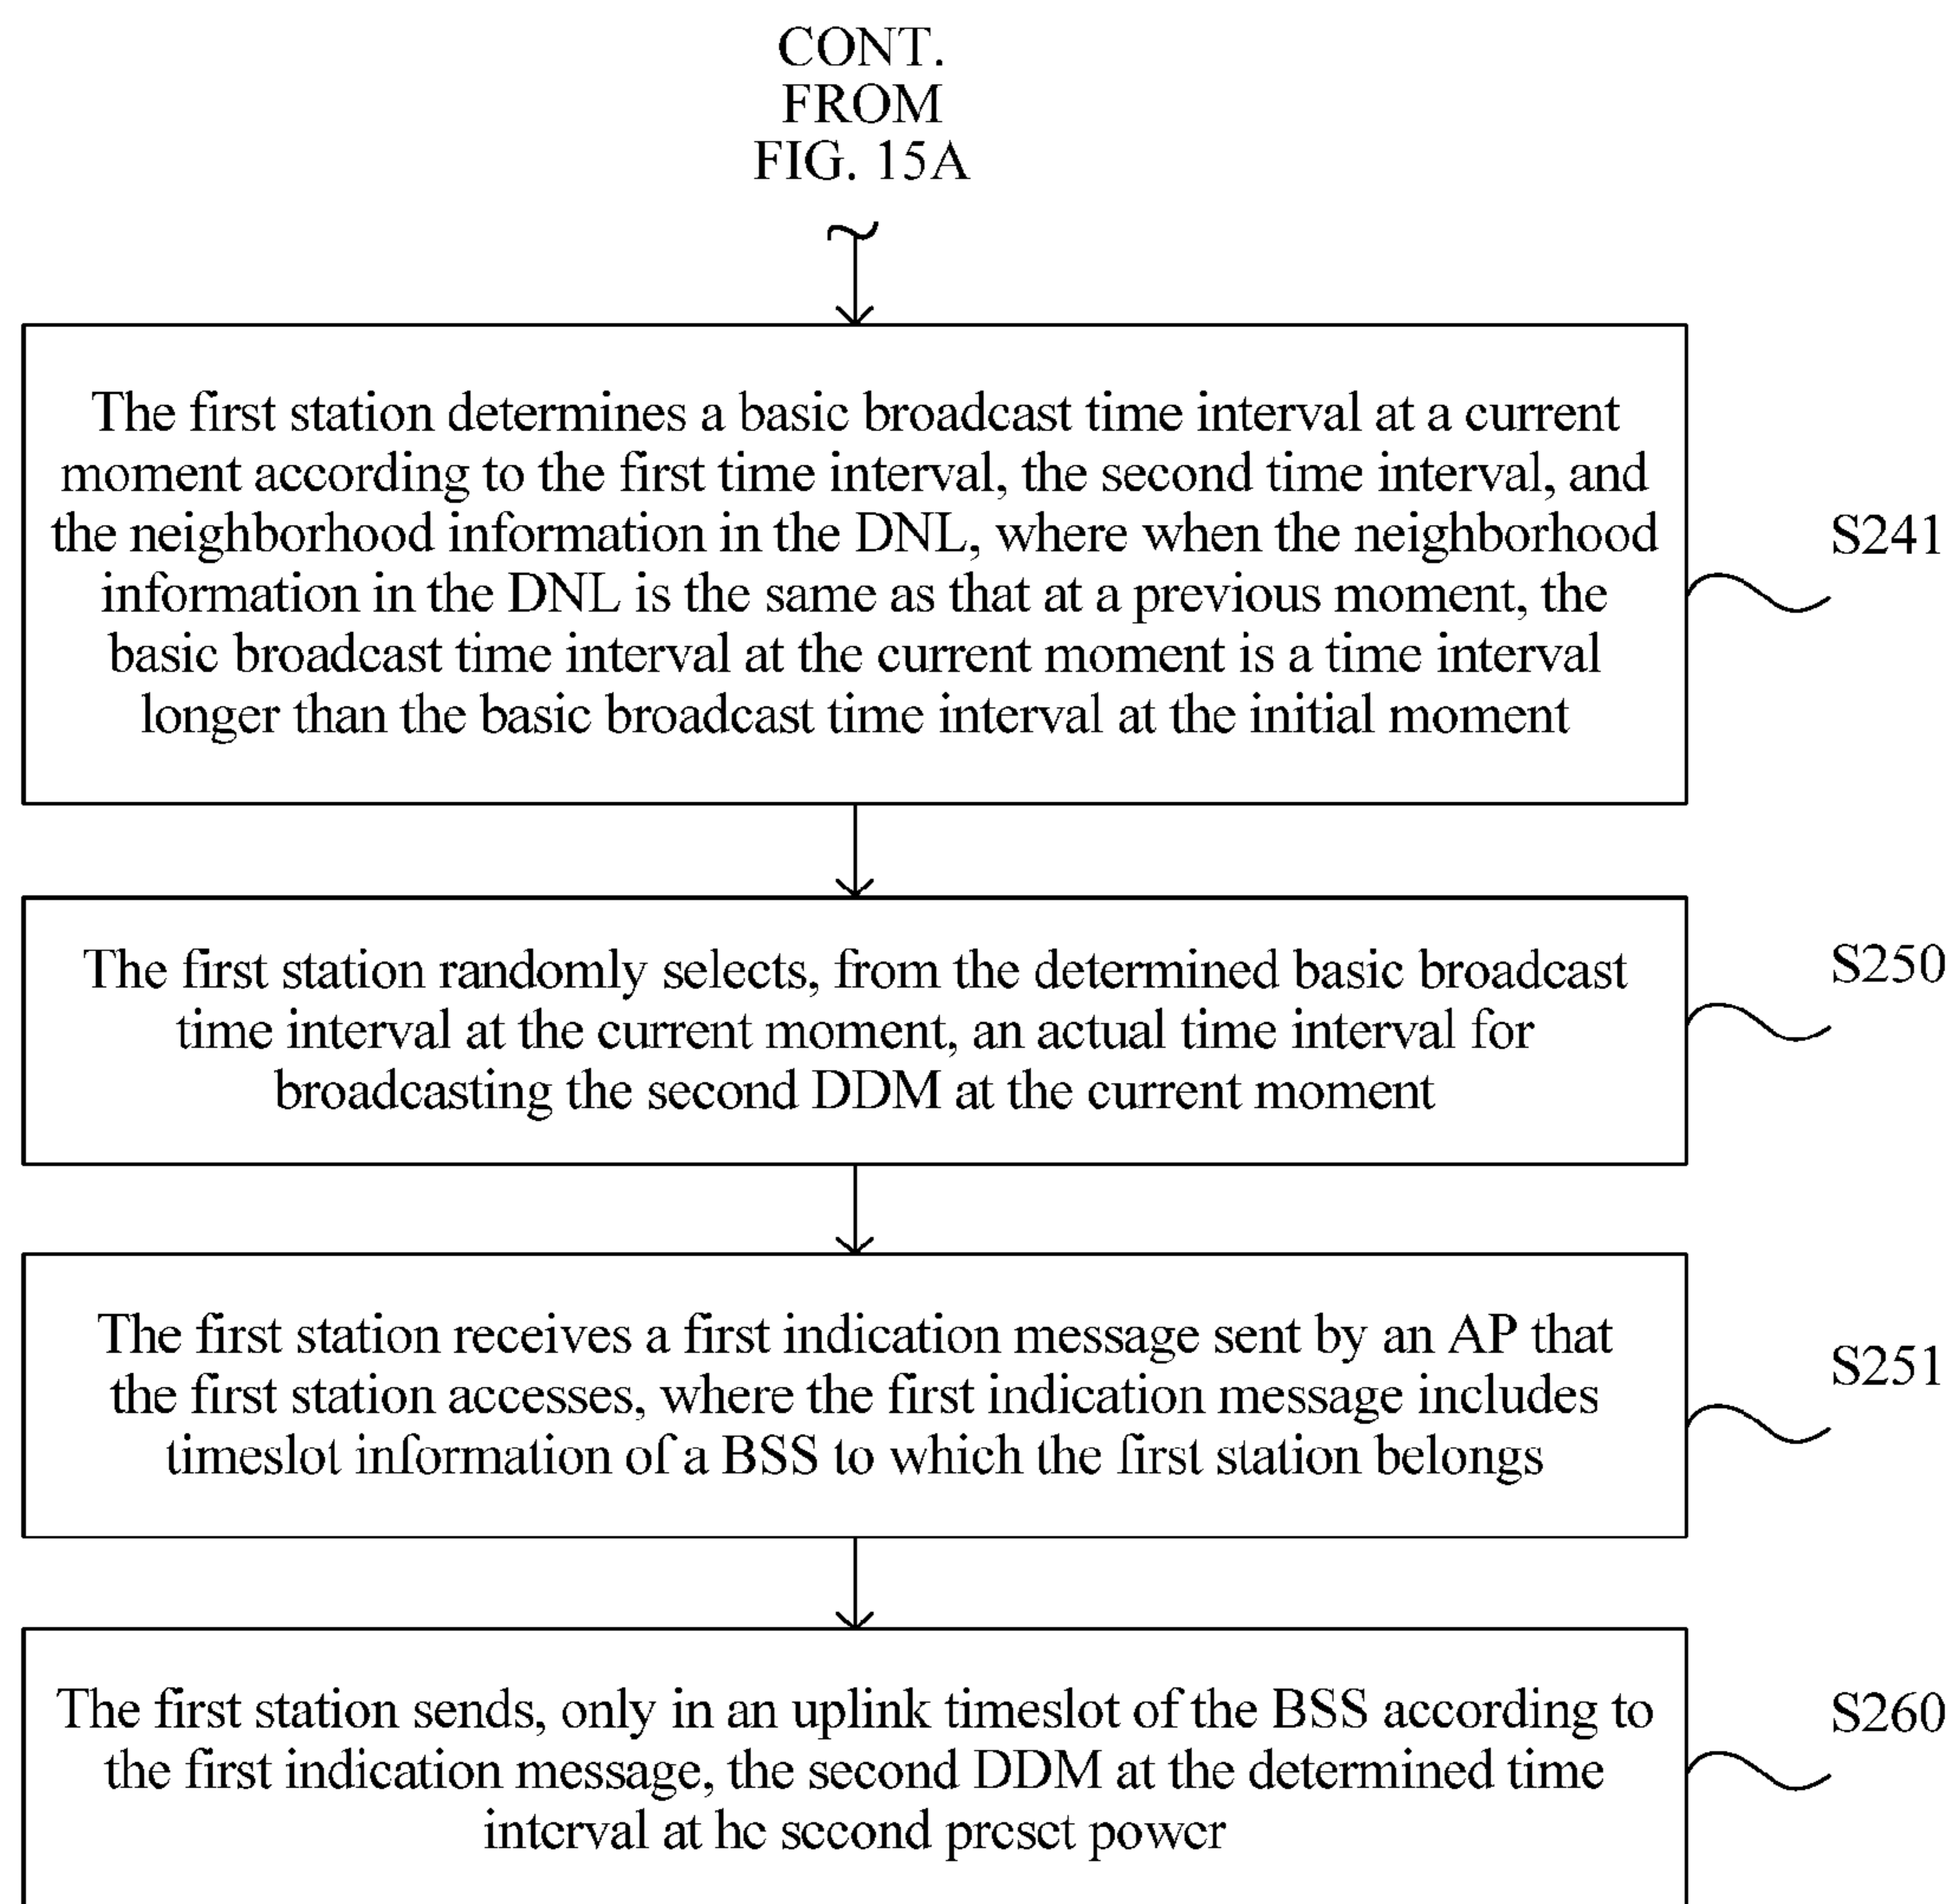 CONT.
FROM
FIG. 15A
The first station determines a basic broadcast time interval at a current
moment according to the first time interval, the second time interval, and
the neighborhood information in the DNL, where when the neighborhood
information in the DNL is the same as that at a previous moment, the
basic broadcast time interval at the current moment is a time interval
longer than the basic broadcast time interval at the initial moment
S241
The first station randomly selects, from the determined basic broadcast
time interval at the current moment, an actual time interval for
broadcasting the second DDM at the current moment
S250
The first station receives a first indication message sent by an AP that
the first station accesses, where the first indication message includes
timeslot information of a BSS to which the first station belongs
S251
The first station sends, only in an uplink timeslot of the BSS according to
the first indication message, the second DDM at the determined time
interval at he second preset power
S260